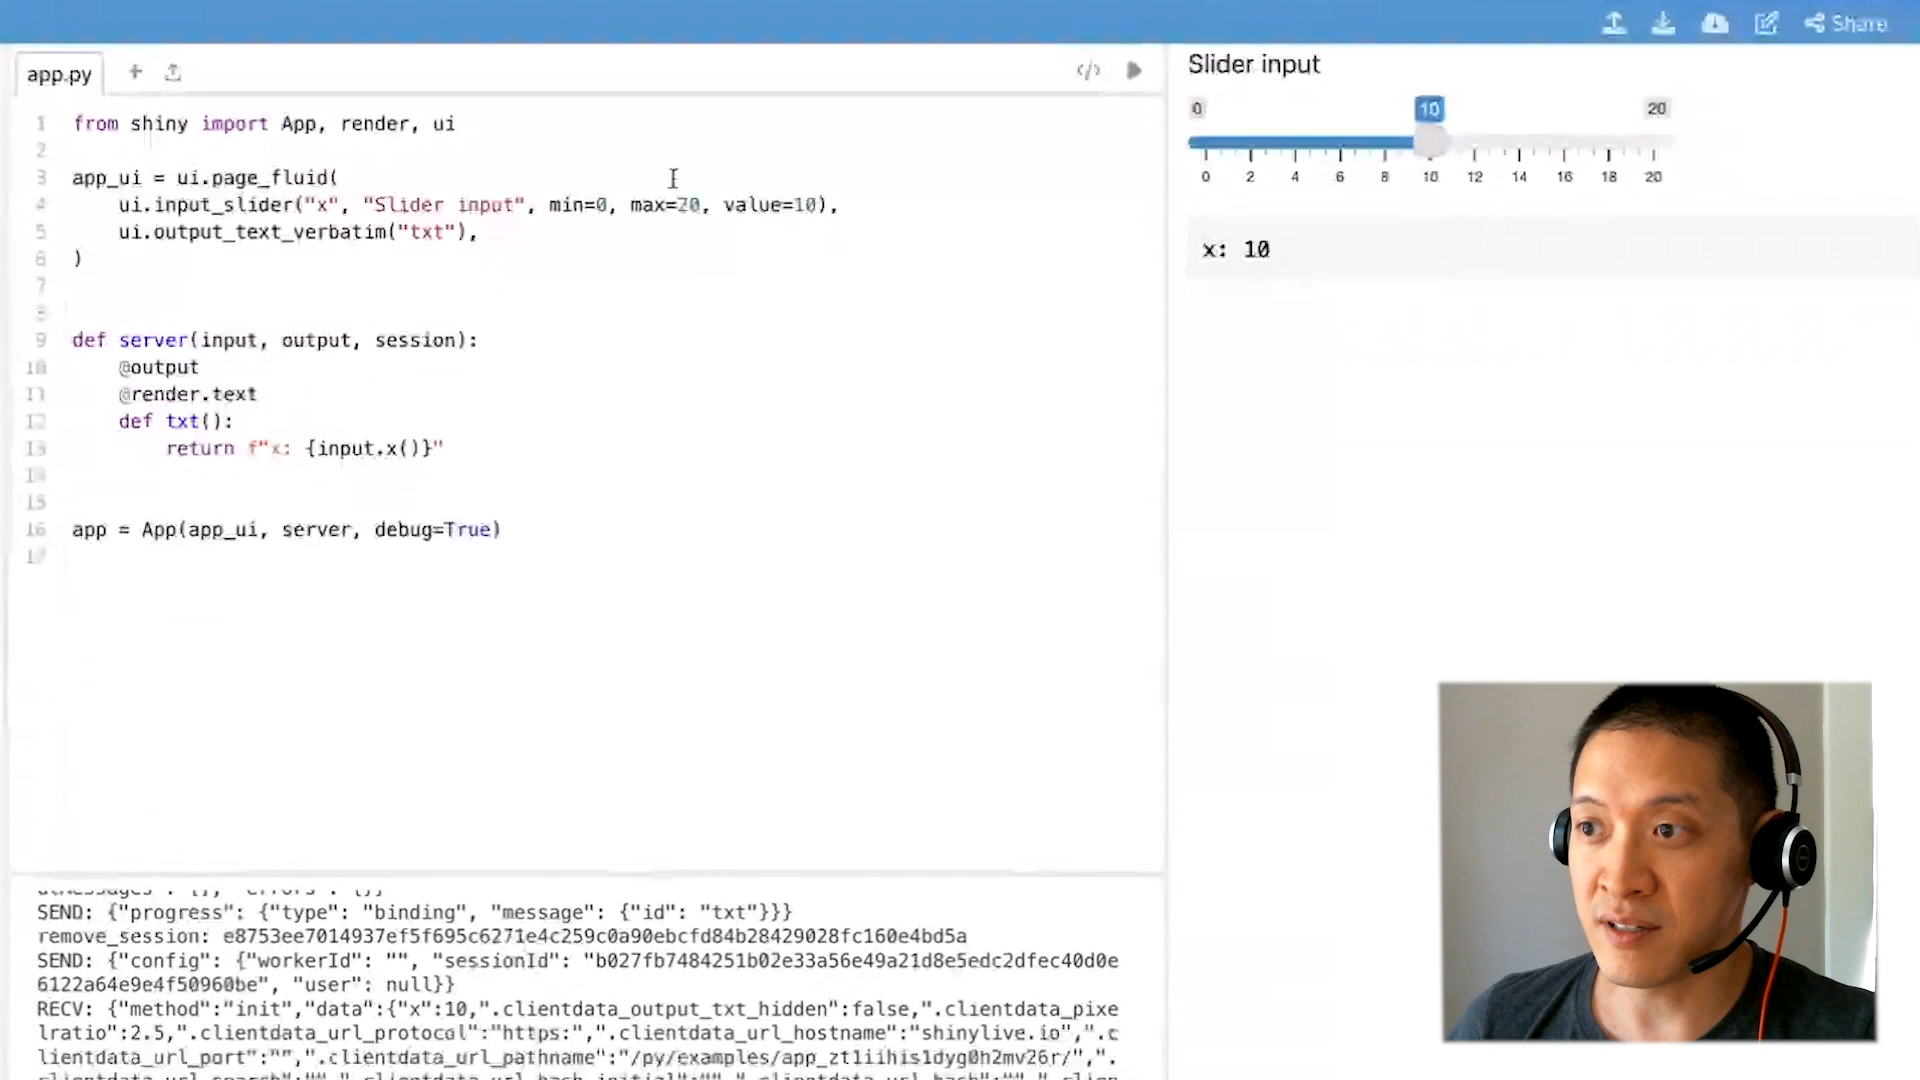 Share
app.py
Slider input
0 10 20
0 2 4 6 8 10 12 14 16 18 20
x: 10
1 from shiny import App, render, ui
2
3 app_ui = ui.page_fluid(
4 ui.input_slider("x", "Slider input", min=0, max=20, value=10),
5 ui.output_text_verbatim("txt"),
6 )
7
8
9 def server(input, output, session):
10 @output
11 @render.text
12 def txt():
13 return f"x: {input.x()}"
14
15
16 app = App(app_ui, server, debug=True)
17
SEND: {"progress": {"type": "binding", "message": {"id": "txt"}}}
remove_session: e8753ee7014937ef5f695c6271e4c259c0a90ebcfd84b28429028fc160e4bd5a
SEND: {"config": {"workerId": "", "sessionId": "b027fb7484251b02e33a56e49a21d8e5edc2dfec40d0e
6122a64e9e4f50960be", "user": null}}
RECV: {"method":"init","data":{"x":10,".clientdata_output_txt_hidden":false,".clientdata_pixe
lratio":2.5,".clientdata_url_protocol":"https:",".clientdata_url_hostname":"shinylive.io",".c
lientdata_url_port":"",".clientdata_url_pathname":"/py/examples/app_zt1iihis1dyg0h2mv26r/",".